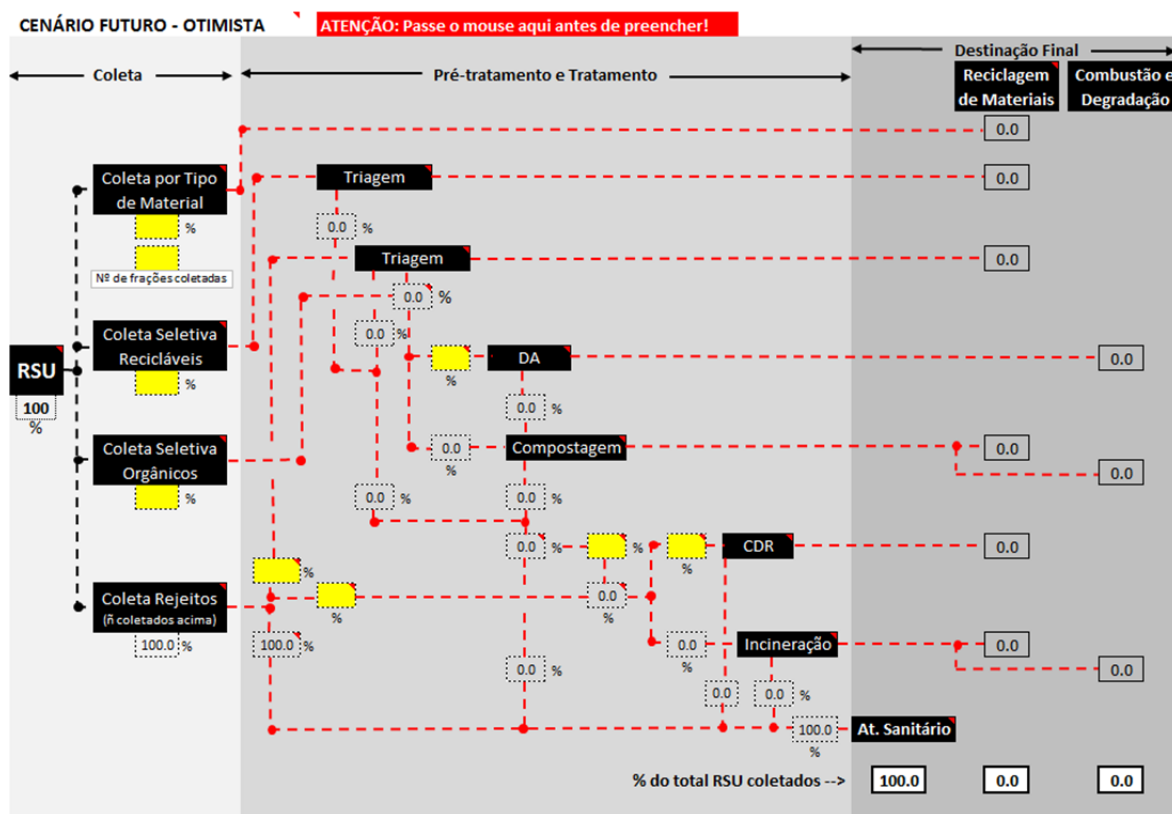 CENÁRIO FUTURO - OTIMISTA
ATENÇÃO: Passe o mouse aqui antes de preencher!
Destinação Final
Coleta
Pré-tratamento e Tratamento
Reciclagem
de Materiais
Combustão e
Degradação
0.0
Coleta por Tipo
de Material
%
Nº de frações coletadas
Triagem
0.0
0.0 %
Triagem
0.0
0.0 %
Coleta Seletiva
Recicláveis
%
0.0 %
RSU
100
%
%
DA
0.0
0.0 %
Coleta Seletiva
Orgânicos
%
0.0
%
Compostagem
0.0
0.0
0.0 %
0.0 %
0.0 %
%
%
CDR
0.0
Coleta Rejeitos
(ñ coletados acima)
100.0 %
%
%
0.0
%
100.0 %
0.0
%
Incineração
0.0
0.0
0.0 %
0.0
0.0 %
100.0
%
At. Sanitário
% do total RSU coletados -->
100.0
0.0
0.0